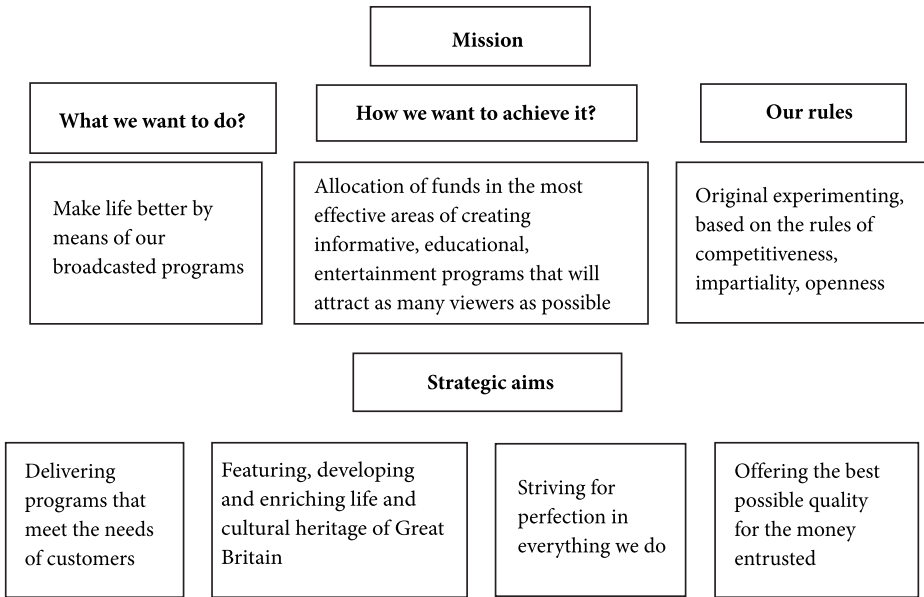 Mission
What we want to do?
How we want to achieve it?
Our rules
Make life better by
means of our
broadcasted programs
Allocation of funds in the most
effective areas of creating
informative, educational,
entertainment programs that will
attract as many viewers as possible
Original experimenting,
based on the rules of
competitiveness,
impartiality, openness
Strategic aims
Delivering
programs that
meet the needs
of customers
Featuring, developing
and enriching life and
cultural heritage of Great
Britain
Striving for
perfection in
everything we do
Offering the best
possible quality
for the money
entrusted